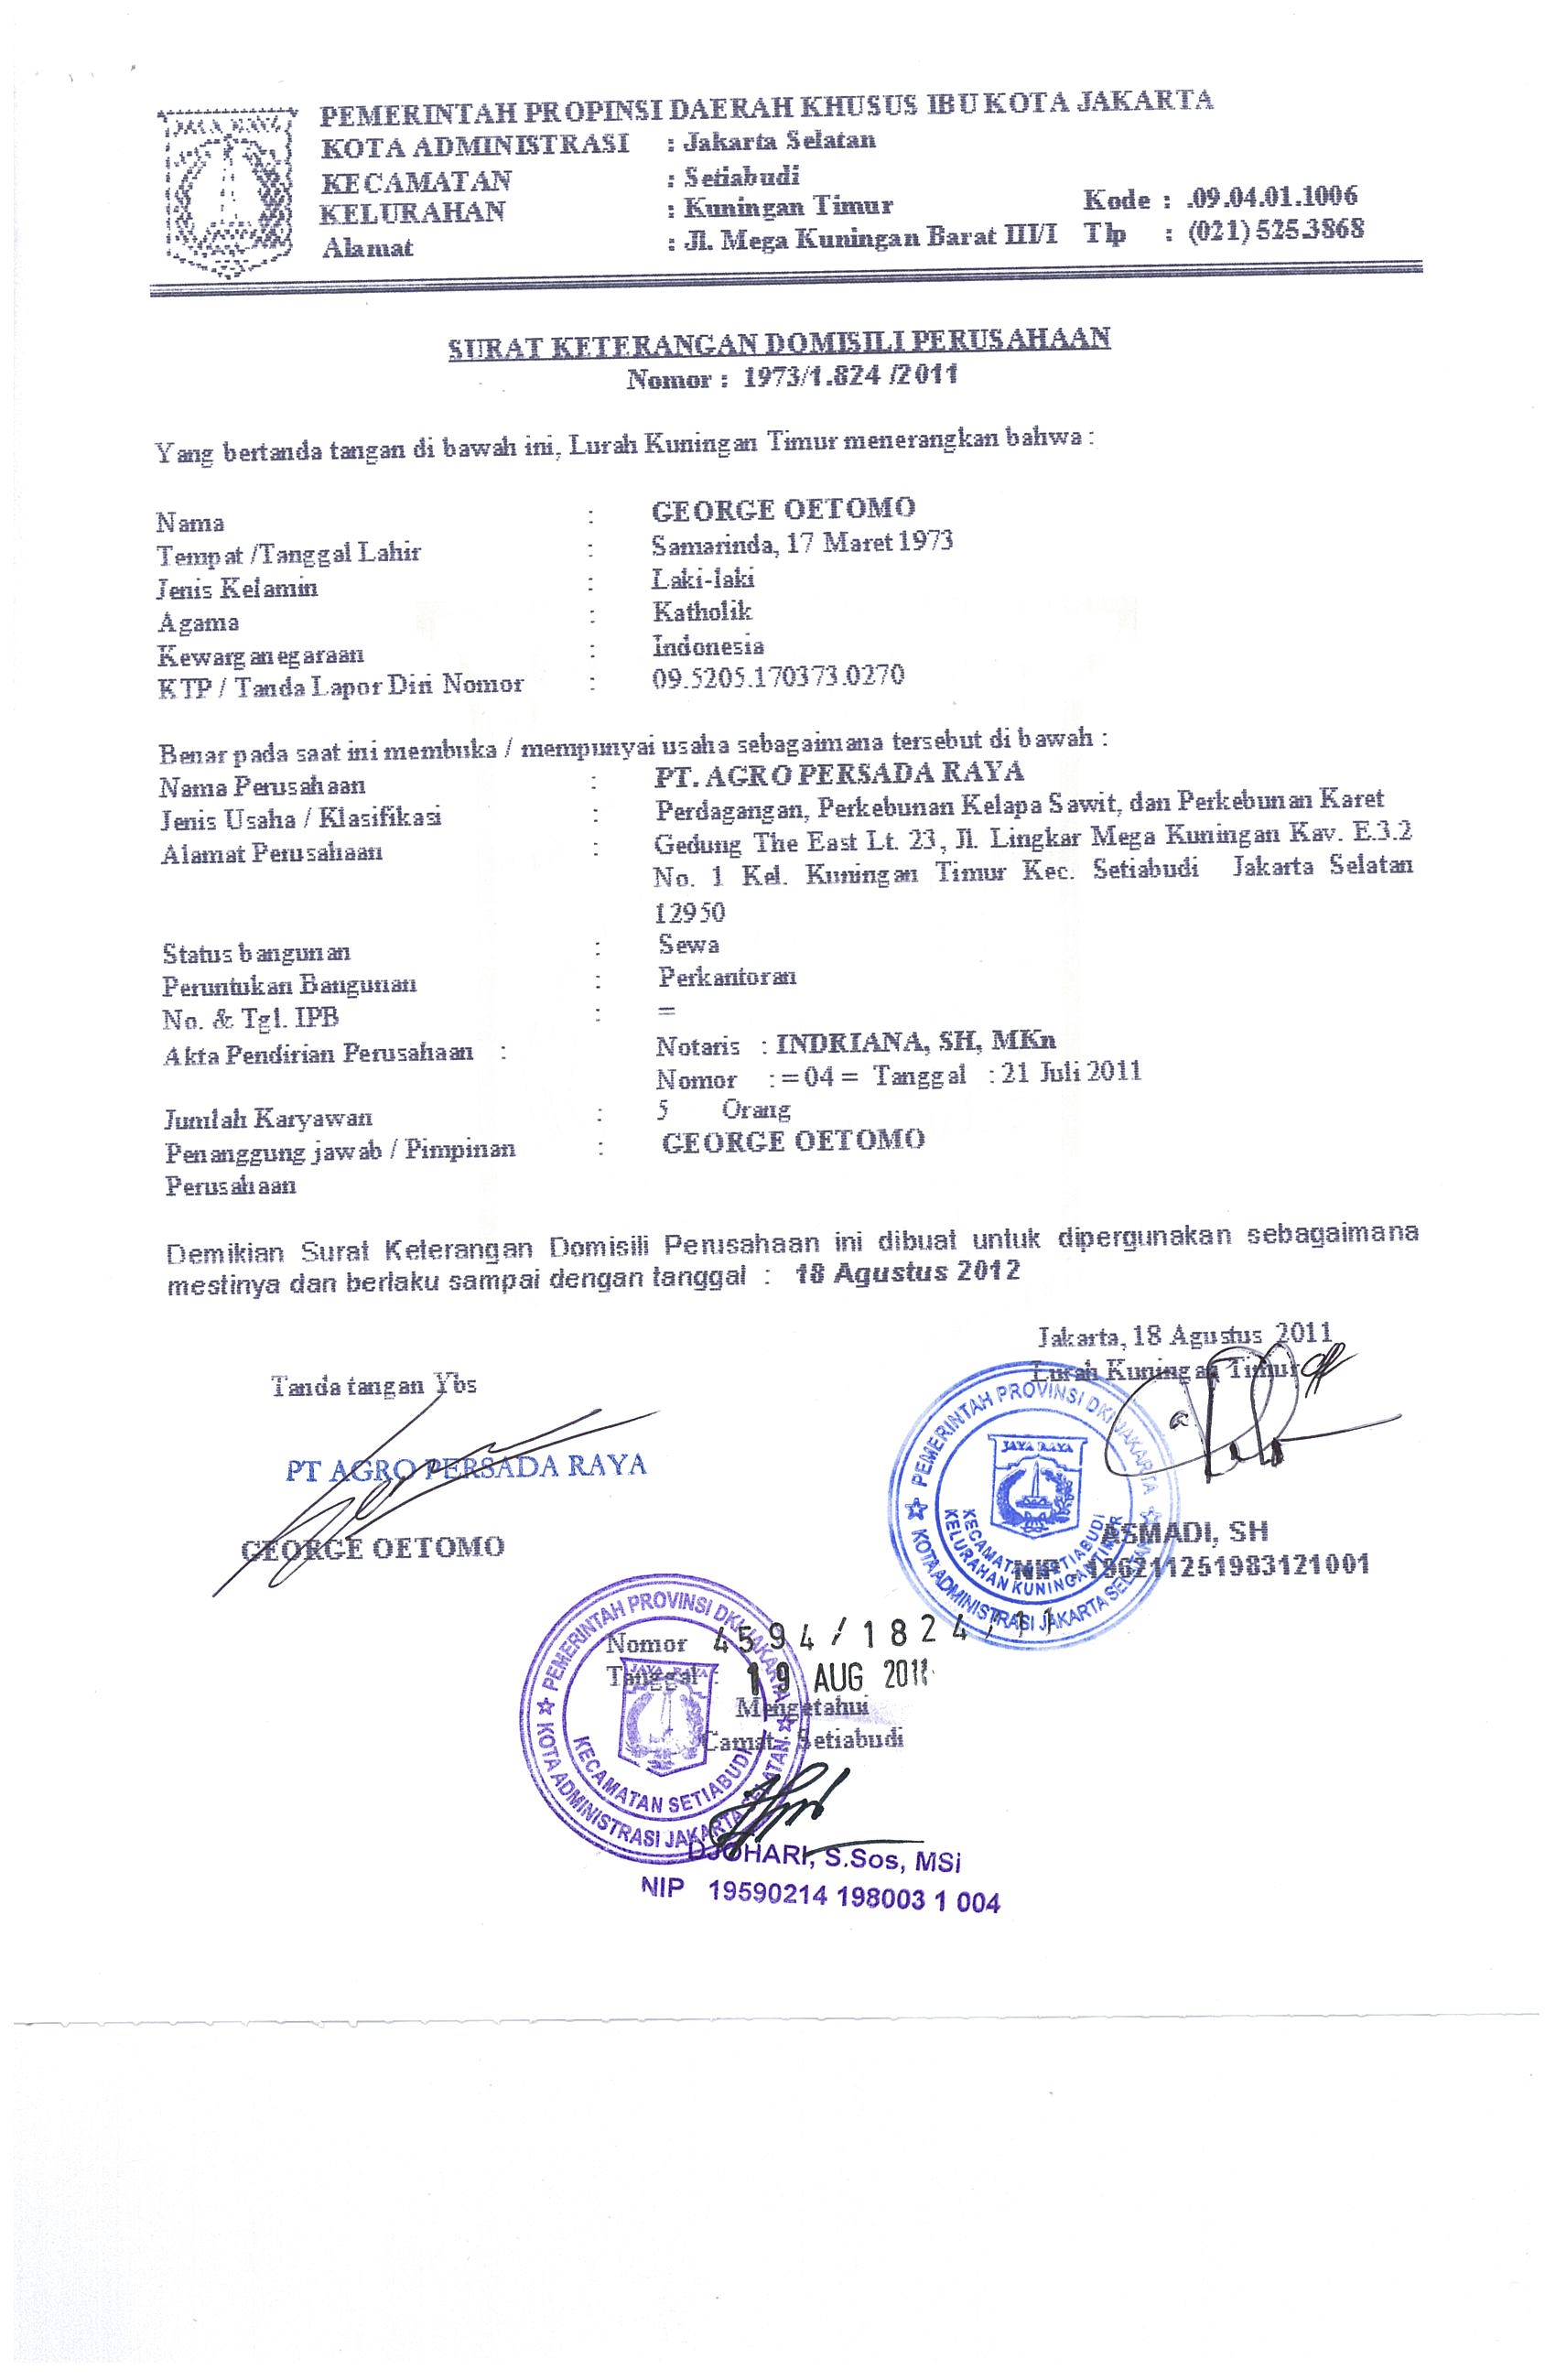 JAYA RAYA
PEMERINTAH PROPINSI DAERAH KHUSUS IBUKOTA JAKARTA
KOTA ADMINISTRASI : Jakarta Selatan
KECAMATAN : Setiabudi
KELURAHAN : Kuningan Timur Kode : .09.04.01.1006
Alamat : Jl. Mega Kuningan Barat III/I Tlp : (021) 5253868
SURAT KETERANGAN DOMISILI PERUSAHAAN
Nomor : 1973/1.824 /2011
Yang bertanda tangan di bawah ini, Lurah Kuningan Timur menerangkan bahwa :
Nama : GEORGE OETOMO
Tempat /Tanggal Lahir : Samarinda, 17 Maret 1973
Jenis Kelamin : Laki-laki
Agama : Katholik
Kewarganegaraan : Indonesia
KTP / Tanda Lapor Diri Nomor : 09.5205.170373.0270
Benar pada saat ini membuka / mempunyai usaha sebagaimana tersebut di bawah :
Nama Perusahaan : PT. AGRO PERSADA RAYA
Jenis Usaha / Klasifikasi : Perdagangan, Perkebunan Kelapa Sawit, dan Perkebunan Karet
Alamat Perusahaan : Gedung The East Lt. 23, Jl. Lingkar Mega Kuningan Kav. E.3.2
No. 1 Kel. Kuningan Timur Kec. Setiabudi Jakarta Selatan
12950
Status bangunan : Sewa
Peruntukan Bangunan : Perkantoran
No. & Tgl. IPB : =
Akta Pendirian Perusahaan : Notaris : INDRIANA, SH, MKn
Nomor : = 04 = Tanggal : 21 Juli 2011
Jumlah Karyawan : 5 Orang
Penanggung jawab / Pimpinan : GEORGE OETOMO
Perusahaan
Demikian Surat Keterangan Domisili Perusahaan ini dibuat untuk dipergunakan sebagaimana
mestinya dan berlaku sampai dengan tanggal : 18 Agustus 2012
Jakarta, 18 Agustus 2011
Lurah Kuningan Timur
Tanda tangan Ybs
PT AGRO PERSADA RAYA
GEORGE OETOMO
PEMERINTAH PROVINSI DKI JAKARTA
JAYA RAYA
KECAMATAN SETIABUDI
KELURAHAN KUNINGAN TIMUR
KOTA ADMINISTRASI JAKARTA SELATAN
ASMADI, SH
NIP. 196211251983121001
PEMERINTAH PROVINSI DKI JAKARTA
JAYA RAYA
KECAMATAN SETIABUDI
KOTA ADMINISTRASI JAKARTA SELATAN
Nomor 4594/1824/11
Tanggal : 19 AUG 2011
Mengetahui
Camat Setiabudi
DJOHARI, S.Sos, MSi
NIP 19590214 198003 1 004